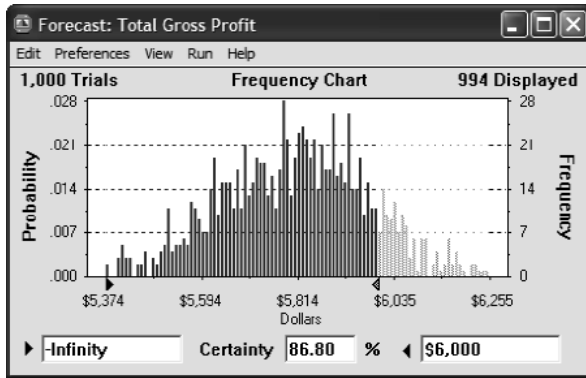 Forecast: Total Gross Profit
Edit Preferences View Run Help
1,000 Trials Frequency Chart 994 Displayed
.028 28
.021 21
.014 14
.007 7
.000 0
Probability
Frequency
$5,374 $5,594 $5,814 $6,035 $6,255
Dollars
-Infinity Certainty 86.80 % $6,000